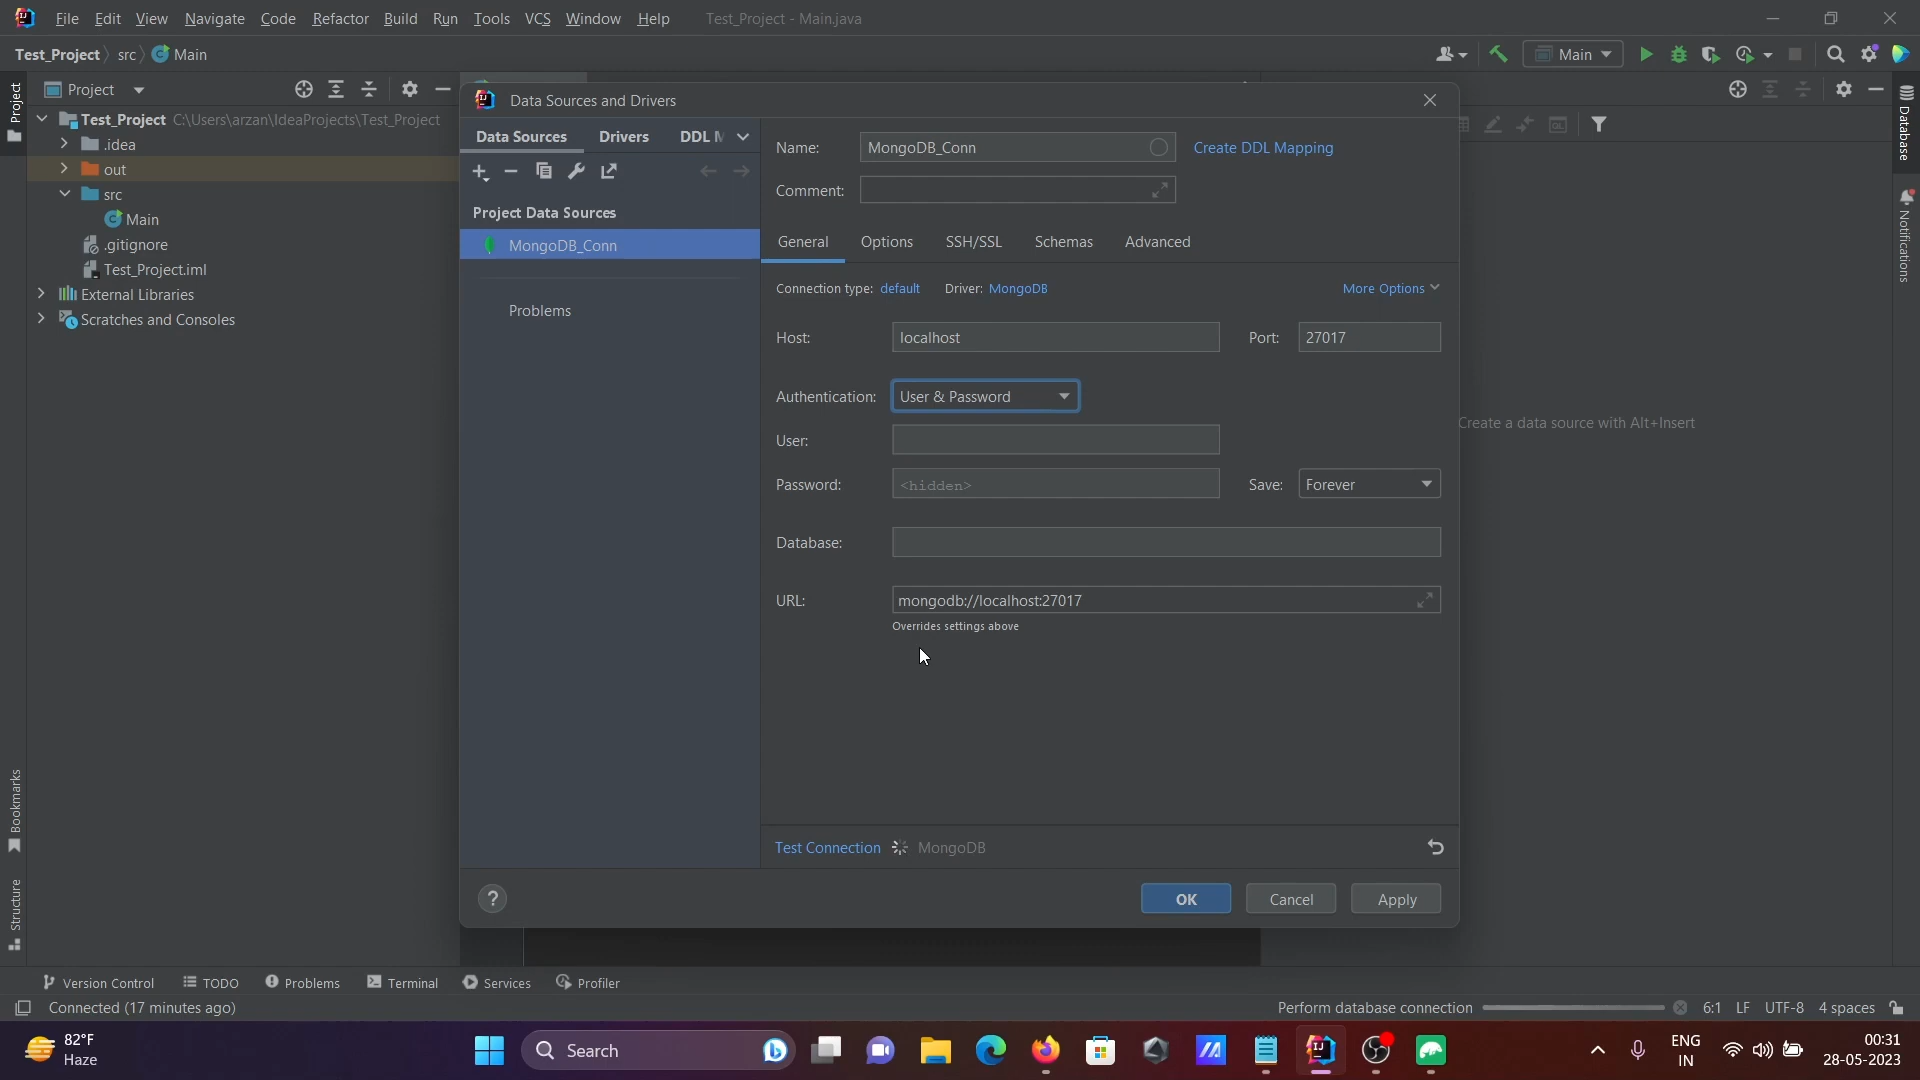 File Edit View Navigate Code Refactor Build Run Tools VCS Window Help Test_Project - Main.java
Test_Project src Main
Main
Project
Test_Project C:\Users\arzan\IdeaProjects\Test_Project
.idea
out
src
Main
.gitignore
Test_Project.iml
External Libraries
Scratches and Consoles
Project
Bookmarks
Structure
Data Sources and Drivers
Data Sources Drivers DDL
Project Data Sources
MongoDB_Conn
Problems
Name: MongoDB_Conn Create DDL Mapping
Comment:
General Options SSH/SSL Schemas Advanced
Connection type: default Driver: MongoDB More Options
Host: localhost Port: 27017
Authentication: User & Password
User:
Password: <hidden> Save: Forever
Database:
URL: mongodb://localhost:27017
Overrides settings above
Test Connection MongoDB
? OK Cancel Apply
Create a data source with Alt+Insert
Database
Notifications
Version Control TODO Problems Terminal Services Profiler
Connected (17 minutes ago) Perform database connection 6:1 LF UTF-8 4 spaces
82°F
Haze
Search
ENG
IN
00:31
28-05-2023